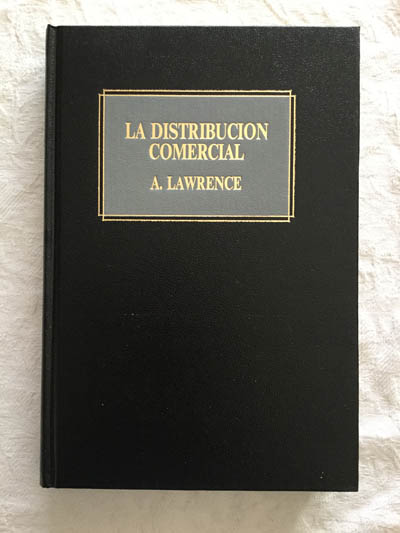 LA DISTRIBUCION
COMERCIAL
A. LAWRENCE